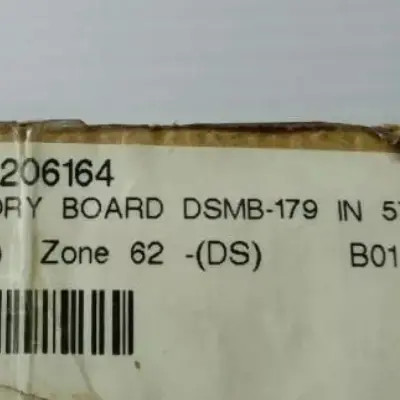 206164
ORY BOARD DSMB-179 IN 5
) Zone 62 -(DS) B01